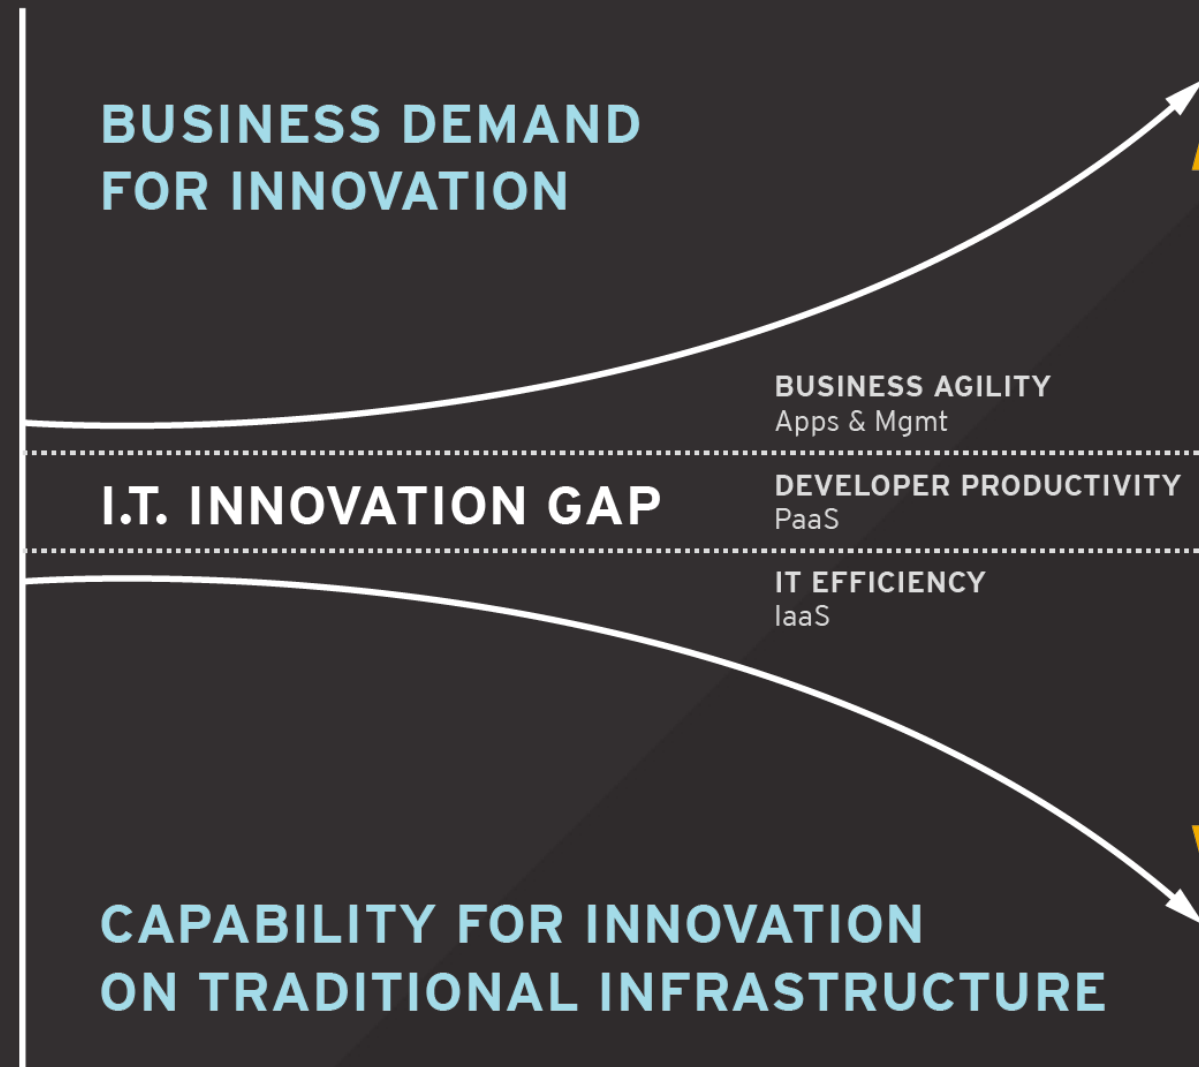 BUSINESS DEMAND
FOR INNOVATION
BUSINESS AGILITY
Apps & Mgmt
I.T. INNOVATION GAP
DEVELOPER PRODUCTIVITY
PaaS
IT EFFICIENCY
IaaS
CAPABILITY FOR INNOVATION
ON TRADITIONAL INFRASTRUCTURE